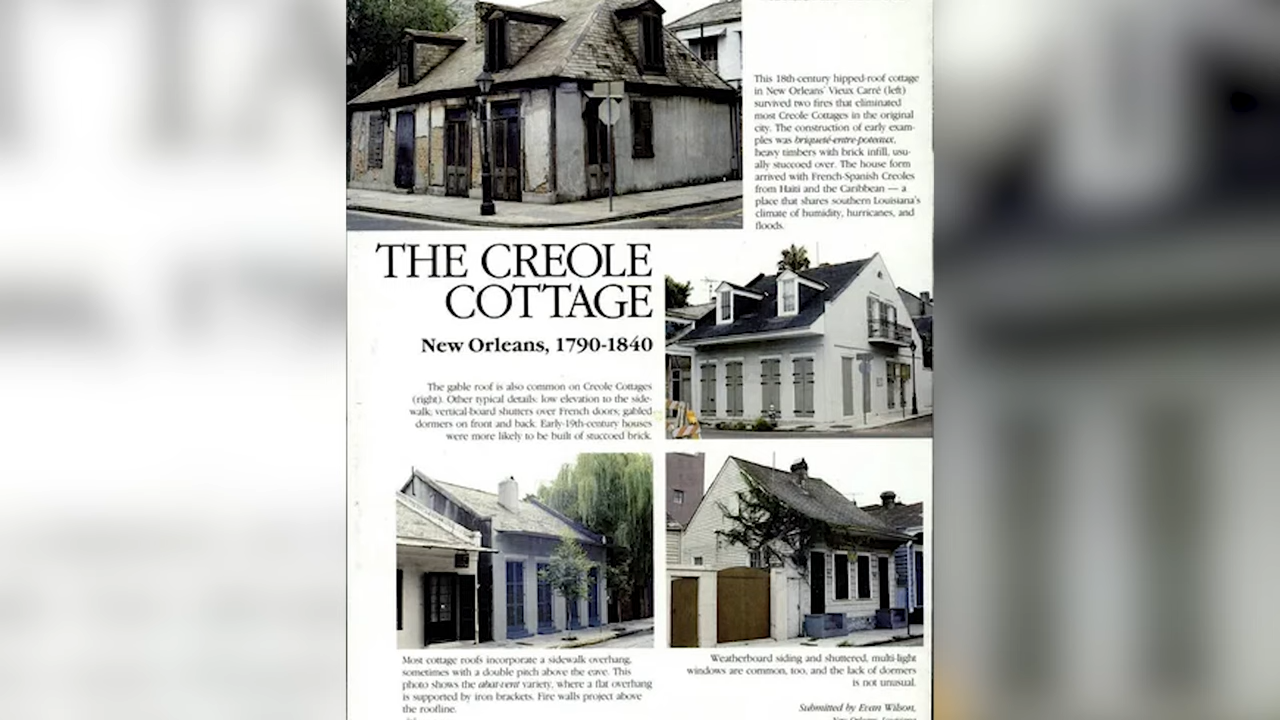 This 18th-century hipped-roof cottage
in New Orleans' Vieux Carré (left)
survived two fires that eliminated
most Creole Cottages in the original
city. The construction of early exam-
ples was briqueté-entre-poteaux,
heavy timbers with brick infill, usu-
ally stuccoed over. The house form
arrived with French-Spanish Creoles
from Haiti and the Caribbean — a
place that shares southern Louisiana's
climate of humidity, hurricanes, and
floods.
THE CREOLE
COTTAGE
New Orleans, 1790-1840
The gable roof is also common on Creole Cottages
(right). Other typical details: low elevation to the side-
walk; vertical-board shutters over French doors; gabled
dormers on front and back. Early-19th-century houses
were more likely to be built of stuccoed brick.
Most cottage roofs incorporate a sidewalk overhang,
sometimes with a double pitch above the eave. This
photo shows the abat-vent variety, where a flat overhang
is supported by iron brackets. Fire walls project above
the roofline.
Weatherboard siding and shuttered, multi-light
windows are common, too, and the lack of dormers
is not unusual.
Submitted by Evan Wilson,
New Orleans, Louisiana